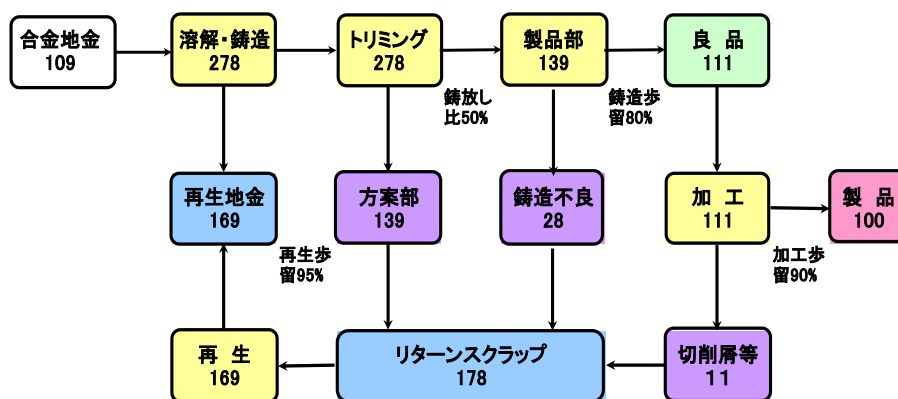 合金地金
109
溶解・鋳造
278
トリミング
278
製品部
139
良 品
111
鋳放し
比50%
鋳造歩
留80%
再生地金
169
方案部
139
鋳造不良
28
加 工
111
製 品
100
再生歩
留95%
加工歩
留90%
再 生
169
リターンスクラップ
178
切削屑等
11